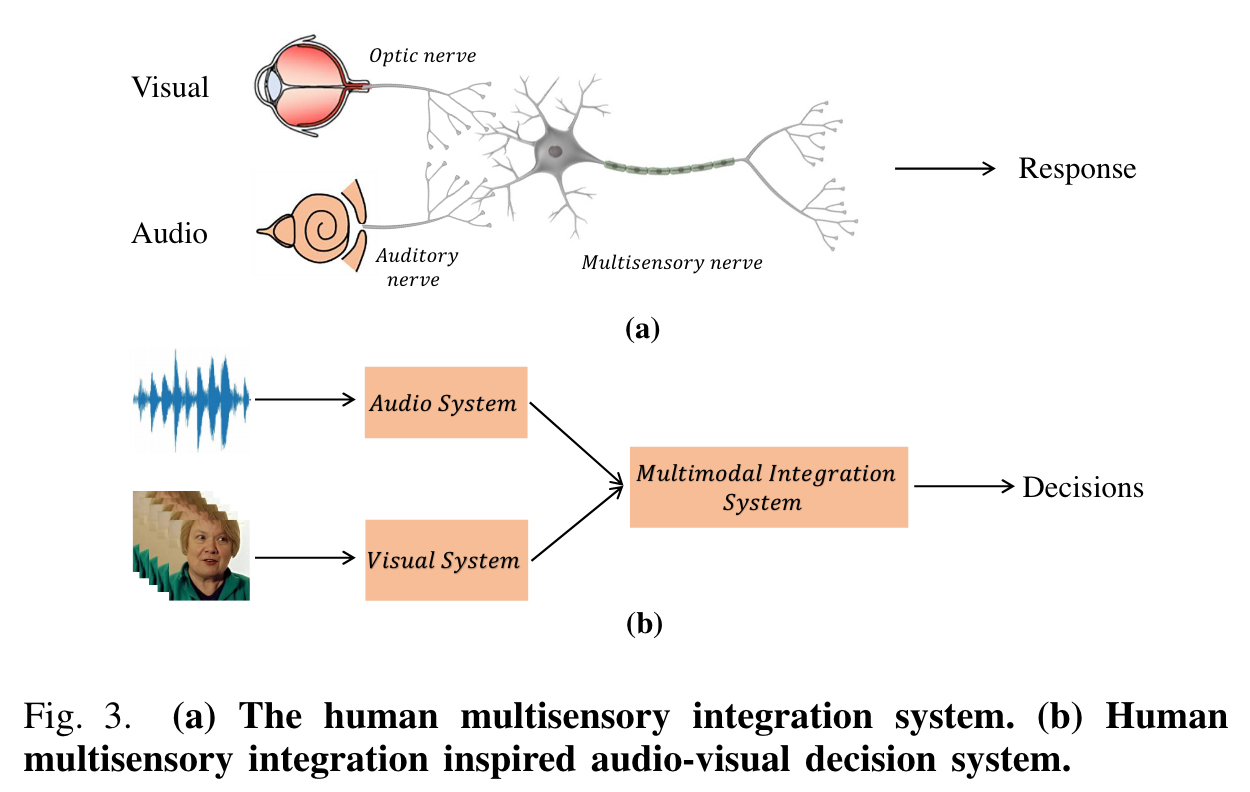 Visual
Optic nerve
Audio
Auditory
nerve
Multisensory nerve
Response
(a)
Audio System
Visual System
Multimodal Integration
System
Decisions
(b)
Fig. 3. (a) The human multisensory integration system. (b) Human
multisensory integration inspired audio-visual decision system.